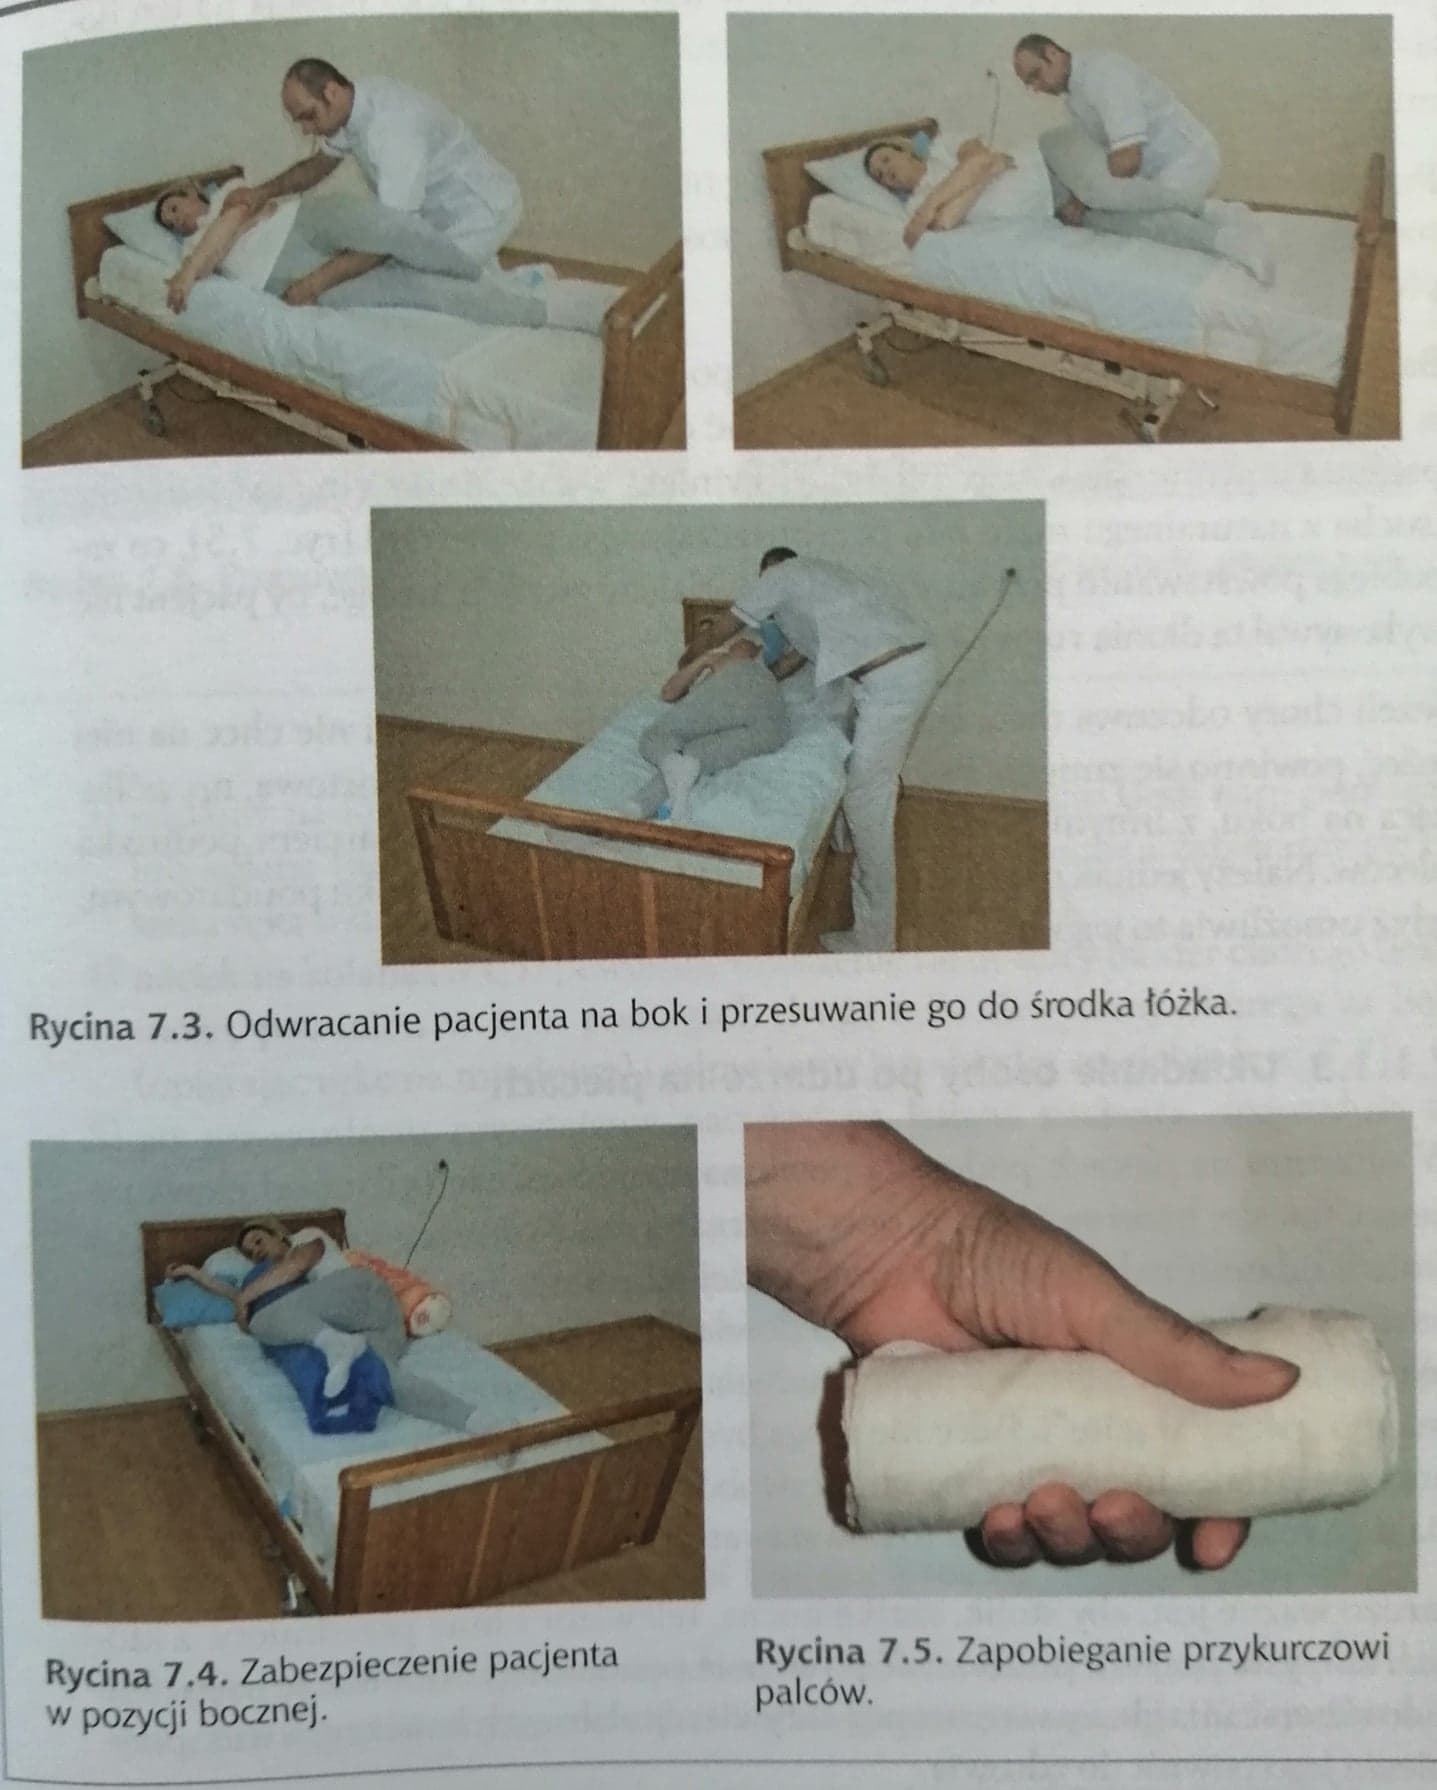 Rycina 7.3. Odwracanie pacjenta na bok i przesuwanie go do środka łóżka.
Rycina 7.4. Zabezpieczenie pacjenta
w pozycji bocznej.
Rycina 7.5. Zapobieganie przykurczowi
palców.